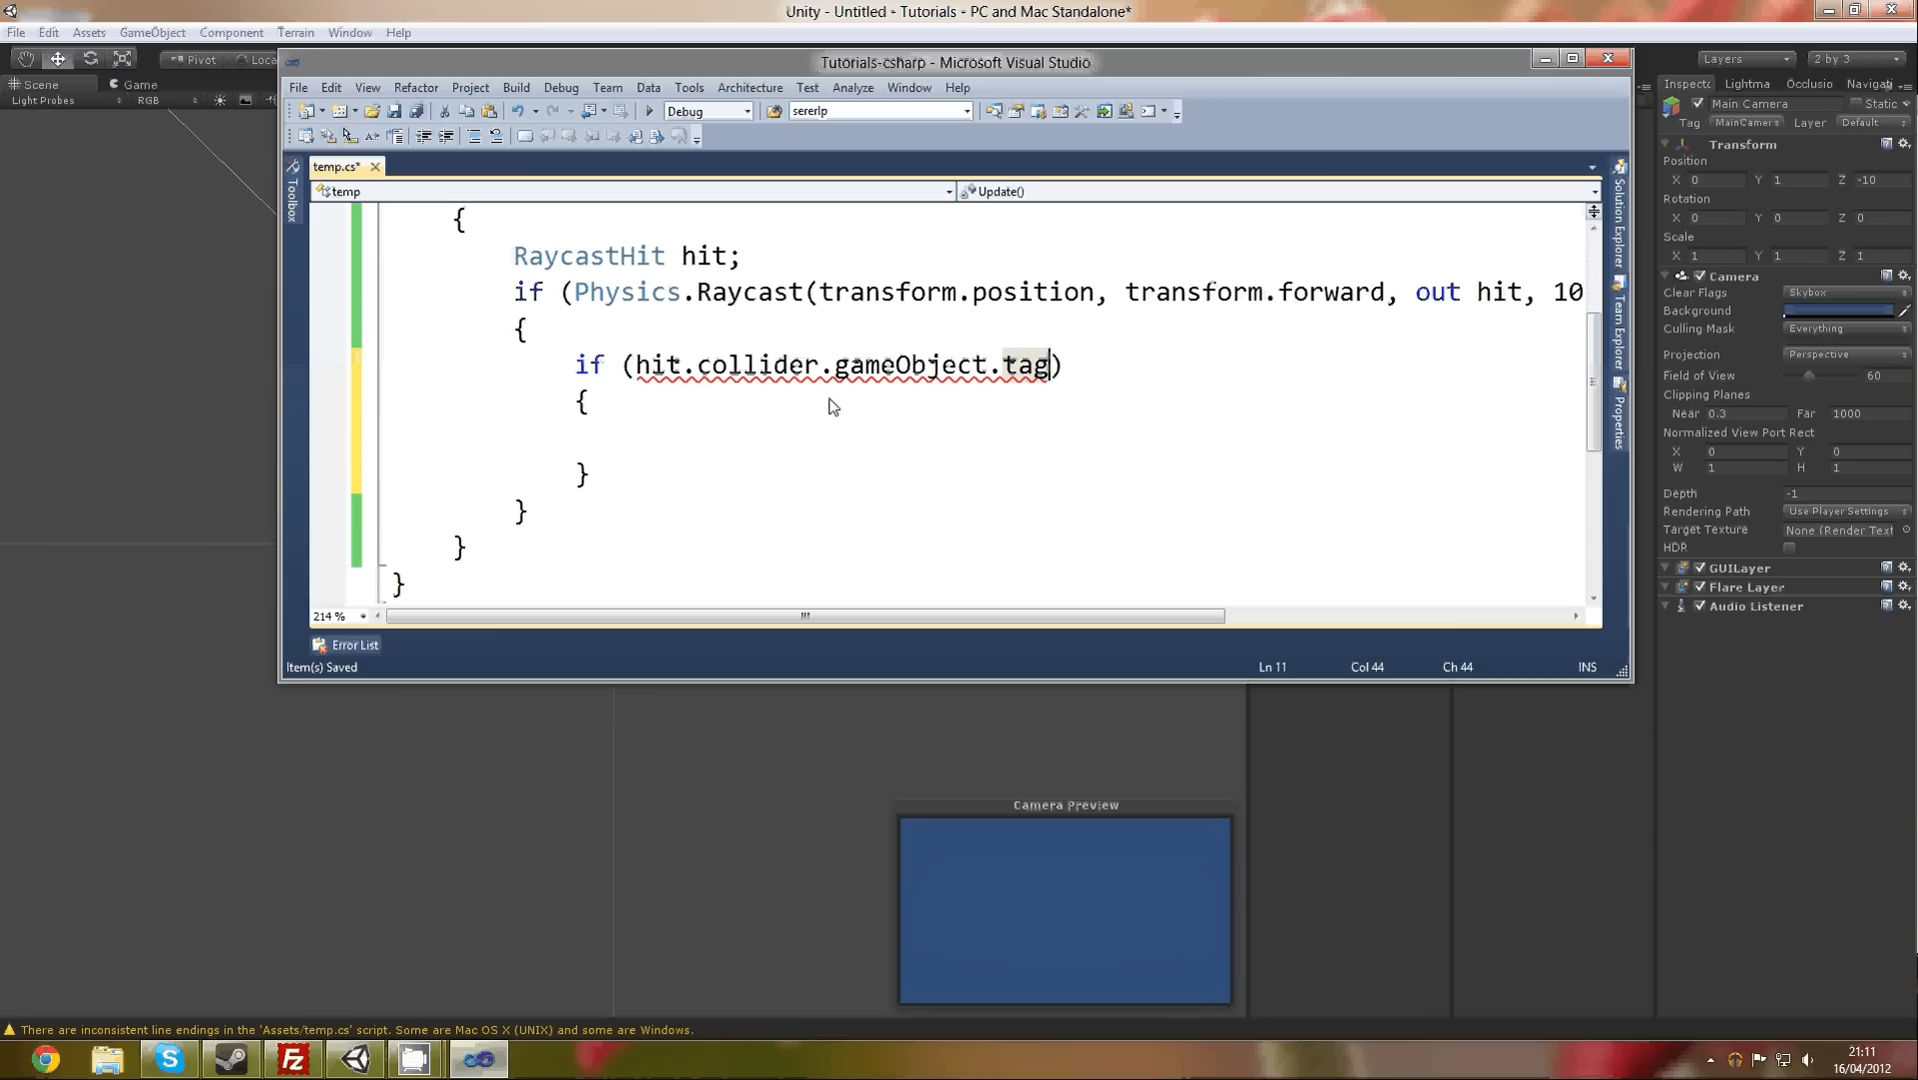 Unity - Untitled - Tutorials - PC and Mac Standalone*
File Edit Assets GameObject Component Terrain Window Help
Pivot Loca Layers 2 by 3
Scene Game
Light Probes RGB
Tutorials-csharp - Microsoft Visual Studio
File Edit View Refactor Project Build Debug Team Data Tools Architecture Test Analyze Window Help
Debug sererlp
temp.cs*
temp Update()
Toolbox
{
RaycastHit hit;
if (Physics.Raycast(transform.position, transform.forward, out hit, 10
{
if (hit.collider.gameObject.tag)
{
}
}
}
}
214 %
Error List
Item(s) Saved Ln 11 Col 44 Ch 44 INS
Solution Explorer
Team Explorer
Properties
Inspecto Lightma Occlusio Navigati
Main Camera Static
Tag MainCamera Layer Default
Transform
Position
X 0 Y 1 Z -10
Rotation
X 0 Y 0 Z 0
Scale
X 1 Y 1 Z 1
Camera
Clear Flags Skybox
Background
Culling Mask Everything
Projection Perspective
Field of View 60
Clipping Planes
Near 0.3 Far 1000
Normalized View Port Rect
X 0 Y 0
W 1 H 1
Depth -1
Rendering Path Use Player Settings
Target Texture None (Render Text
HDR
GUILayer
Flare Layer
Audio Listener
Camera Preview
There are inconsistent line endings in the 'Assets/temp.cs' script. Some are Mac OS X (UNIX) and some are Windows.
21:11
16/04/2012